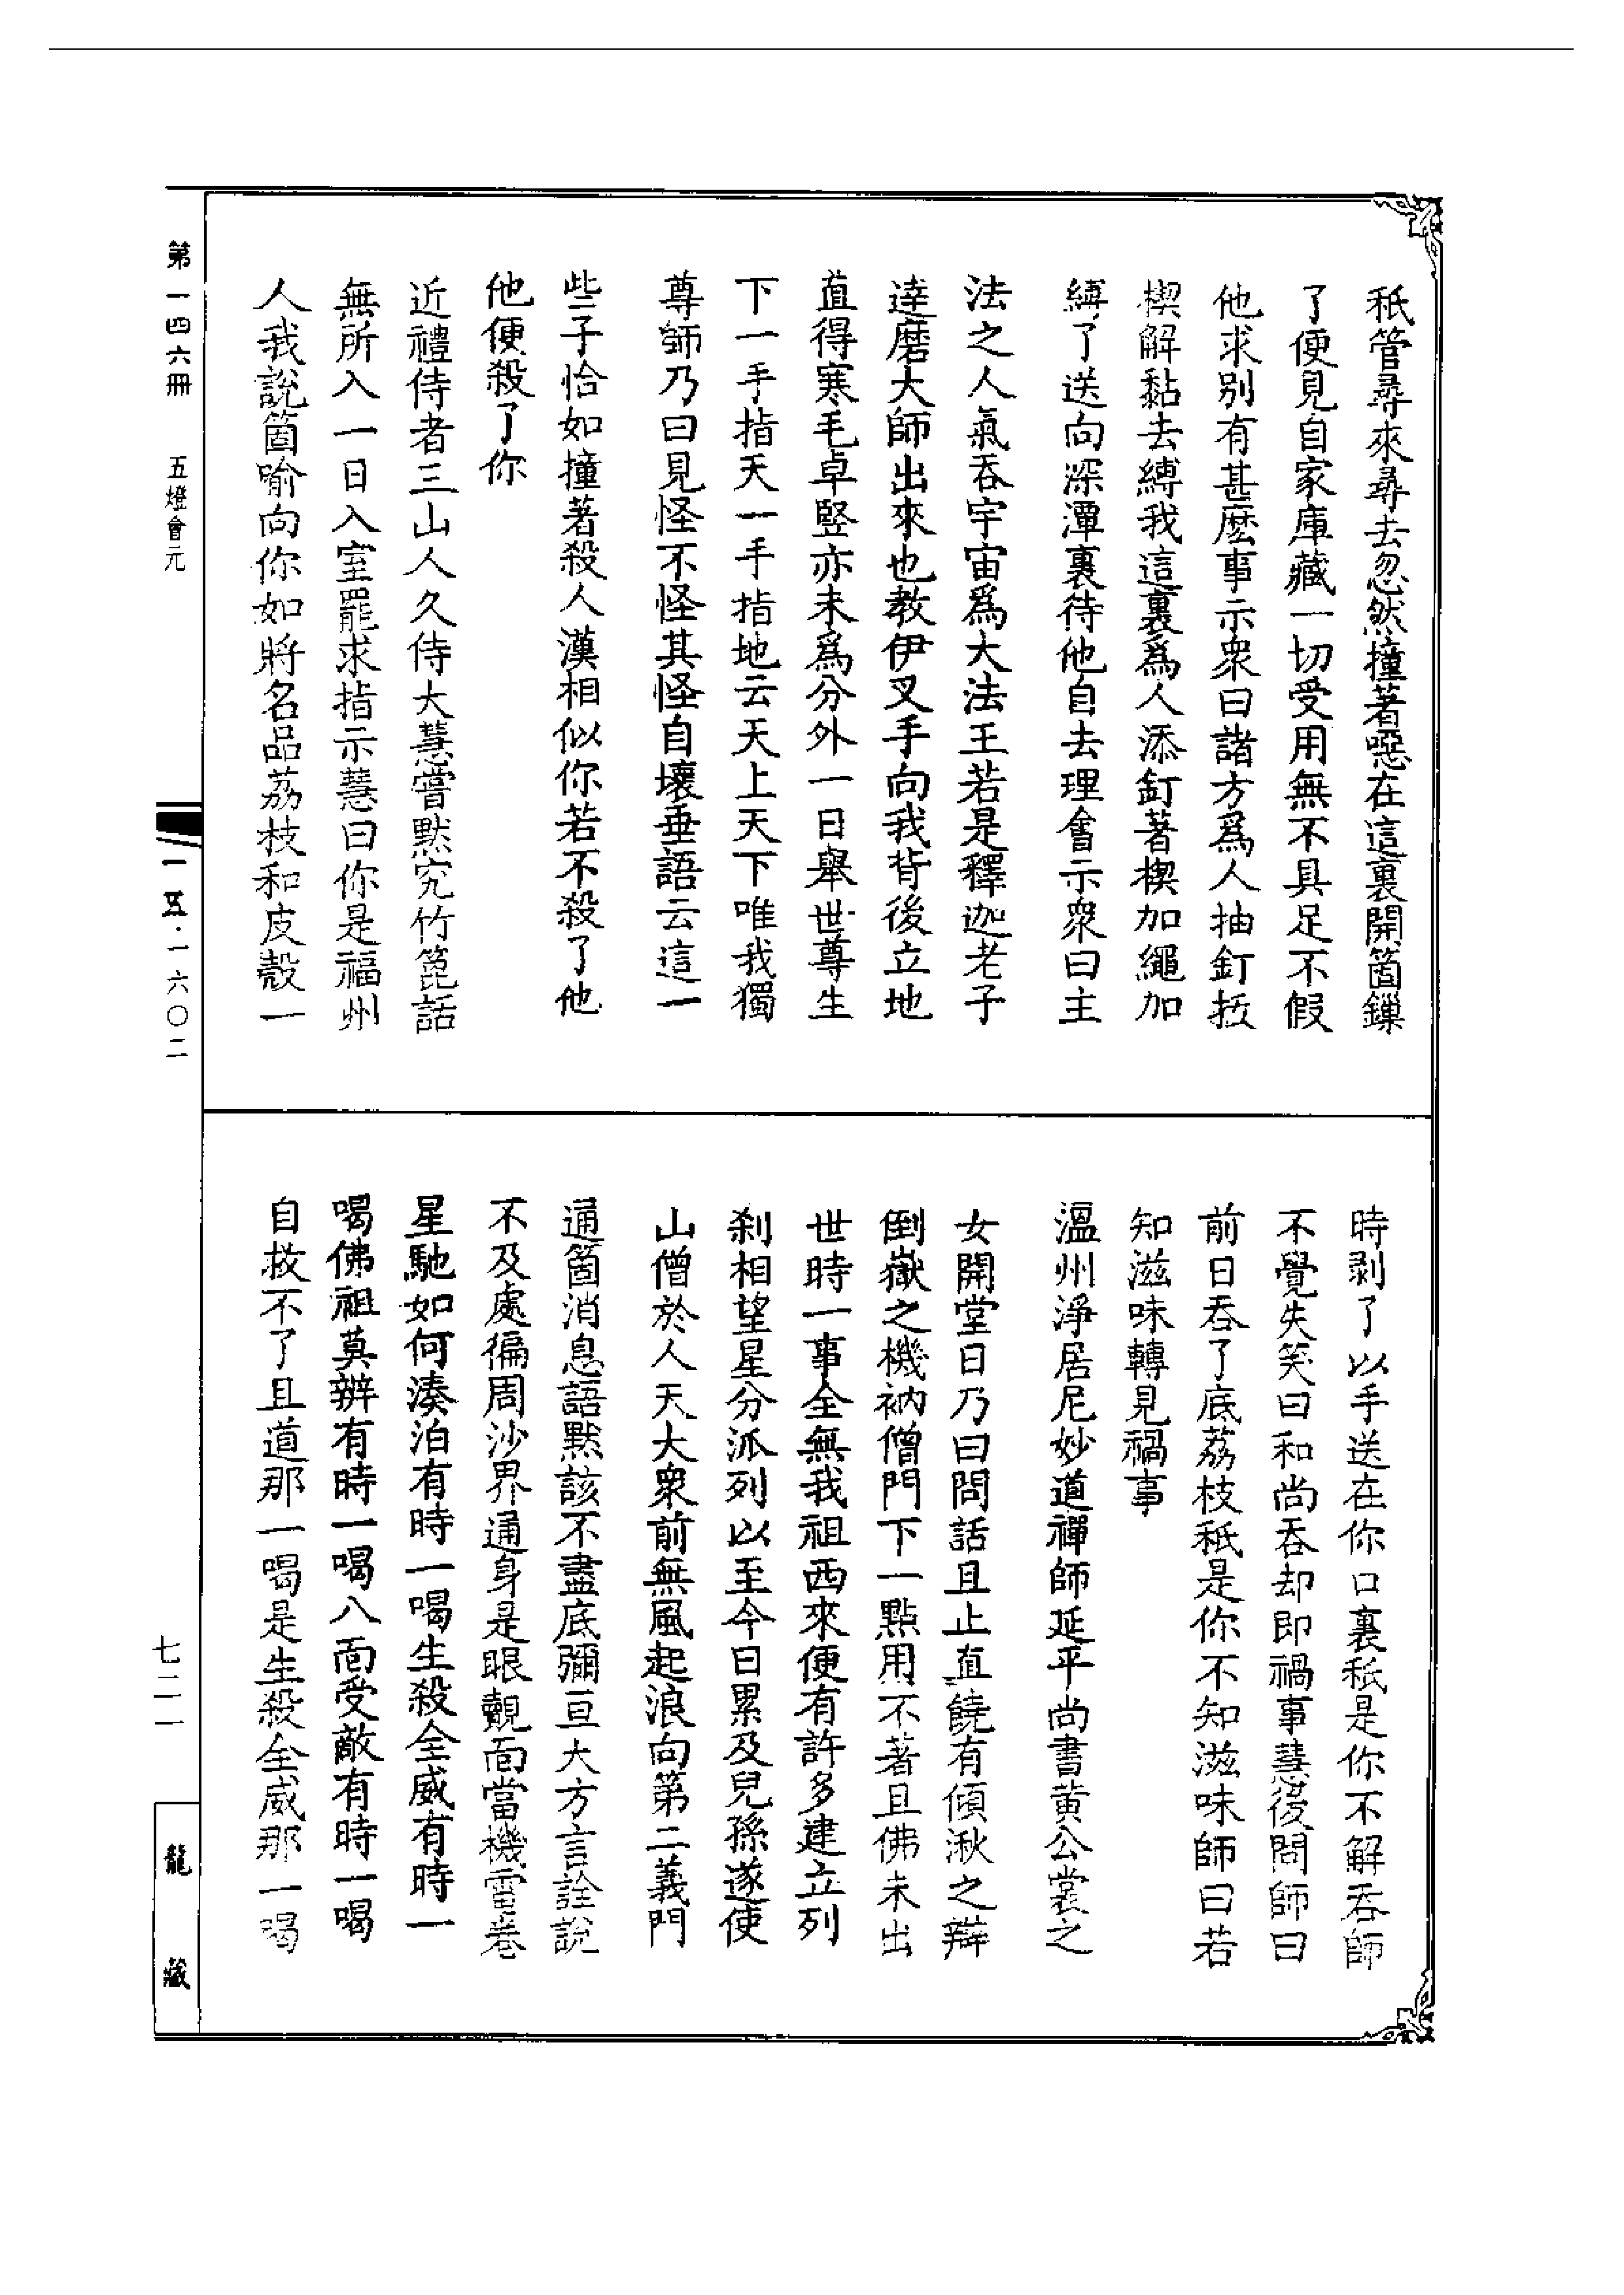 秖管尋來尋去忽然撞著噁在這裏開箇鏁
了便見自家庫藏一切受用無不具足不假
他求別有甚麽事示衆曰諸方爲人抽釘㧞
楔解黏去縛我這裏爲人添釘著楔加繩加
縛了送向深潭裏待他自去理會示衆曰主
法之人氣吞宇宙爲大法王若是釋迦老子
達磨大師出來也教伊叉手向我背後立地
直得寒毛卓竪亦未爲分外一日舉世尊生
下一手指天一手指地云天上天下唯我獨
尊師乃曰見怪不怪其怪自壞垂語云這一
些子恰如撞著殺人漢相似你若不殺了他
他便殺了你
近禮侍者三山人久侍大慧嘗默究竹篦話
無所入一日入室罷求指示慧曰你是福州
人我說箇喻向你如將名品荔枝和皮殼一
時剥了以手送在你口裏秖是你不解吞師
不覺失笑曰和尚吞却即禍事慧後問師曰
前日吞了底荔枝秖是你不知滋味師曰若
知滋味轉見禍事
溫州淨居尼妙道禪師延平尚書黄公裳之
女開堂日乃曰問話且止直饒有傾湫之辯
倒嶽之機衲僧門下一點用不著且佛未出
世時一事全無我祖西來便有許多建立列
刹相望星分派列以至今日累及兒孫遂使
山僧於人天大衆前無風起浪向第二義門
通箇消息語默該不盡底彌亘大方言詮說
不及處徧周沙界通身是眼覿面當機雷卷
星馳如何湊泊有時一喝生殺全威有時一
喝佛祖莫辨有時一喝八面受敵有時一喝
自救不了且道那一喝是生殺全威那一喝
第一四六冊 五燈會元
一五·一六〇二
七二一
龍藏